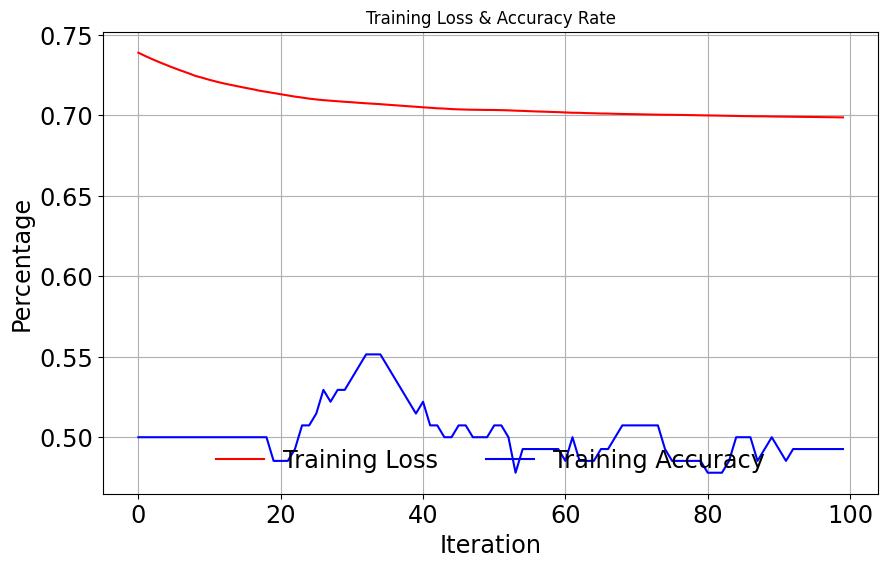 Training Loss & Accuracy Rate
0.75
0.70
0.65
0.60
0.55
0.50
Percentage
Training Loss Training Accuracy
0 20 40 60 80 100
Iteration